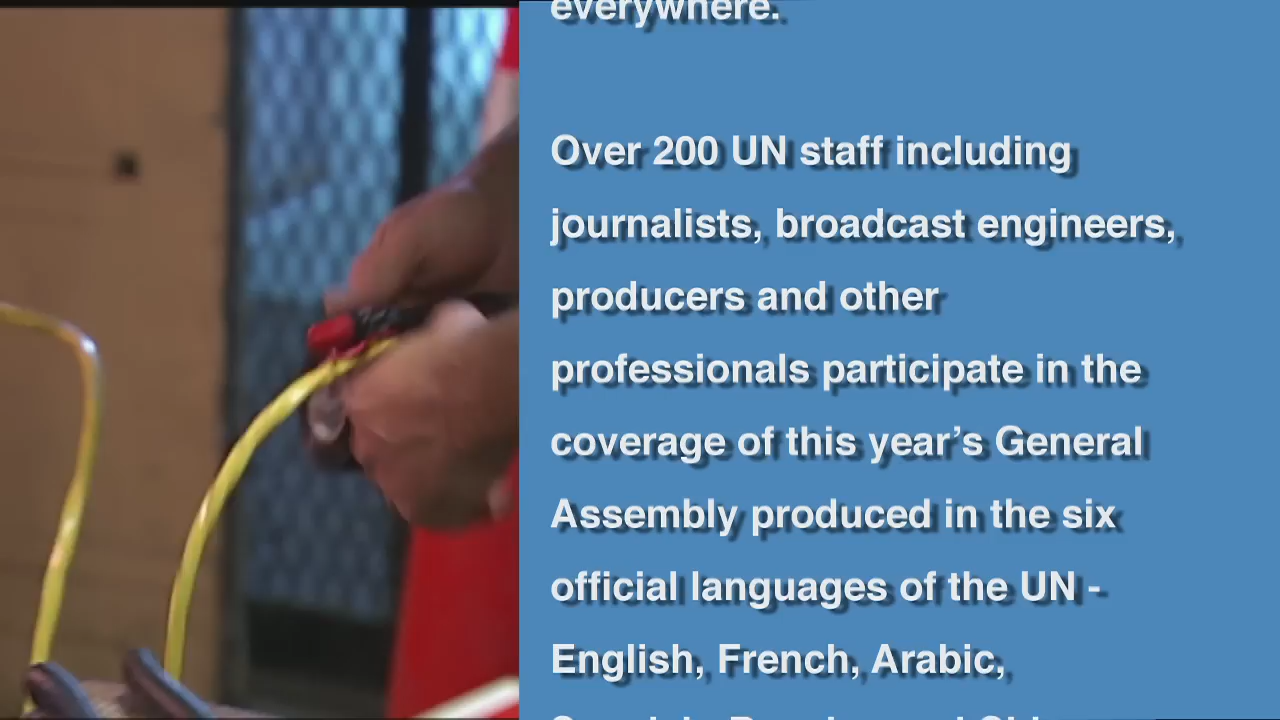 everywhere.
Over 200 UN staff including
journalists, broadcast engineers,
producers and other
professionals participate in the
coverage of this year’s General
Assembly produced in the six
official languages of the UN -
English, French, Arabic,